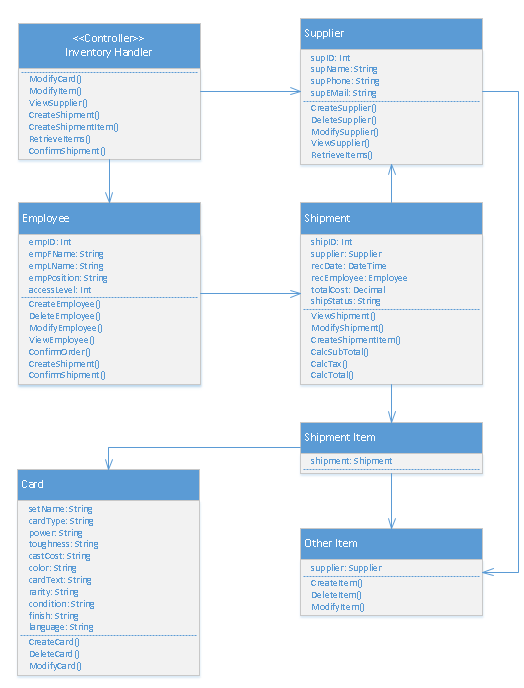 <<Controller>>
Inventory Handler
ModifyCard()
ModifyItem()
ViewSupplier()
CreateShipment()
CreateShipmentItem()
RetrieveItems()
ConfirmShipment()
Supplier
supID: Int
supName: String
supPhone: String
supEMail: String
CreateSupplier()
DeleteSupplier()
ModifySupplier()
ViewSupplier()
RetrieveItems()
Employee
empID: Int
empFName: String
empLName: String
empPosition: String
accessLevel: Int
CreateEmployee()
DeleteEmployee()
ModifyEmployee()
ViewEmployee()
ConfirmOrder()
CreateShipment()
ConfirmShipment()
Shipment
shipID: Int
supplier: Supplier
recDate: DateTime
recEmployee: Employee
totalCost: Decimal
shipStatus: String
ViewShipment()
ModifyShipment()
CreateShipmentItem()
CalcSubTotal()
CalcTax()
CalcTotal()
Shipment Item
shipment: Shipment
Card
setName: String
cardType: String
power: String
toughness: String
castCost: String
color: String
cardText: String
rarity: String
condition: String
finish: String
language: String
CreateCard()
DeleteCard()
ModifyCard()
Other Item
supplier: Supplier
CreateItem()
DeleteItem()
ModifyItem()